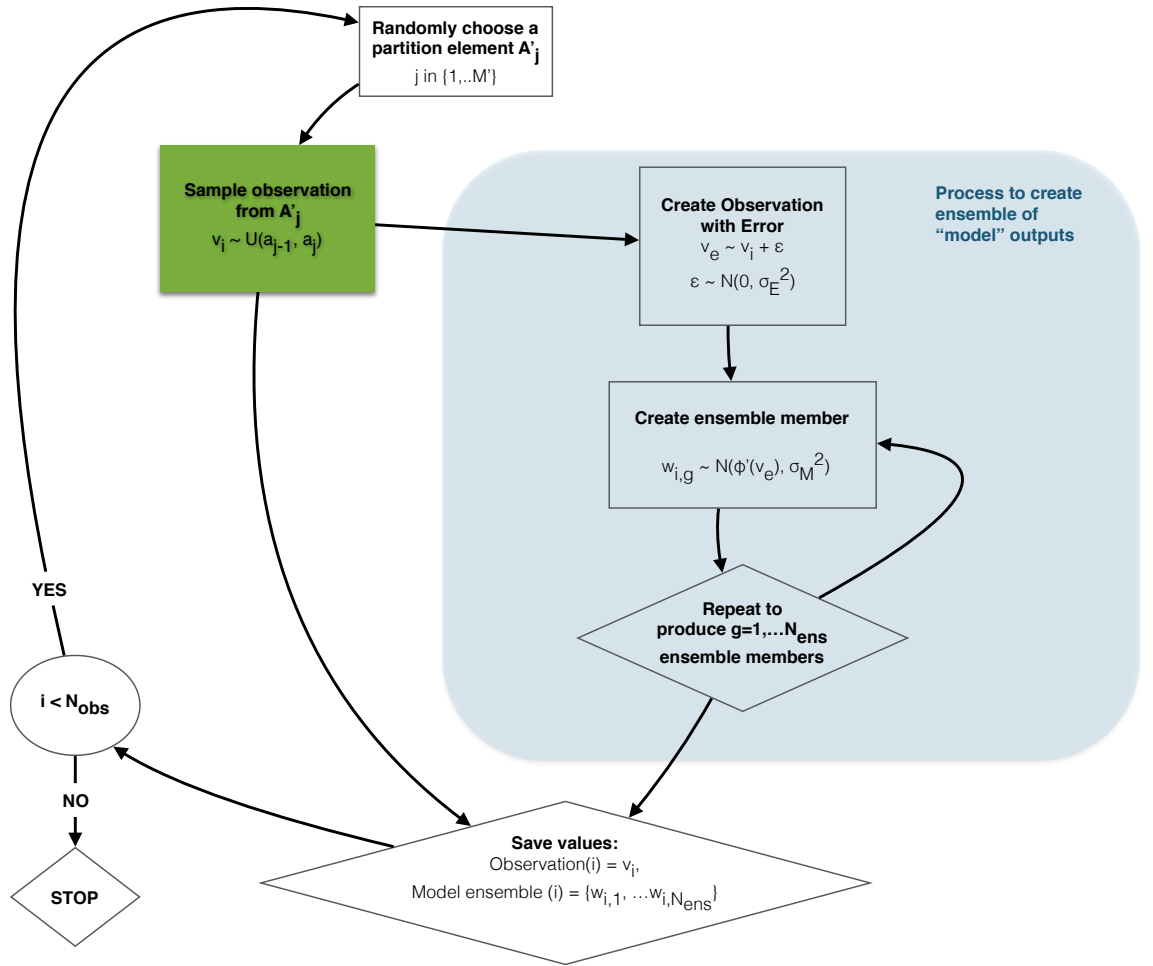 Randomly choose a
partition element A'j
j in {1,..M'}
Sample observation
from A'j
vi ~ U(aj-1, aj)
Create Observation
with Error
ve ~ vi + ε
ε ~ N(0, σE2)
Process to create
ensemble of
“model” outputs
Create ensemble member
wi,g ~ N(ϕ'(ve), σM2)
Repeat to
produce g=1,...Nens
ensemble members
YES
i < Nobs
NO
STOP
Save values:
Observation(i) = vi,
Model ensemble (i) = {wi,1, ...wi,Nens}